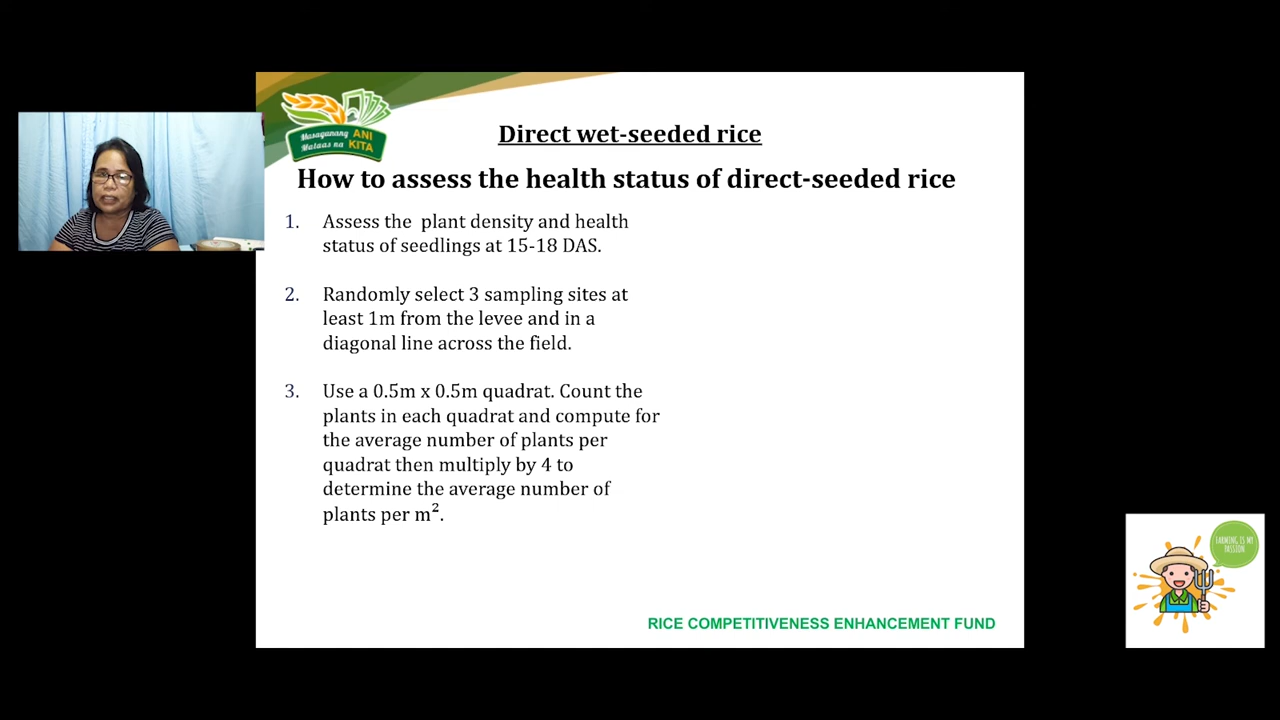 Masaganang ANI
Mataas na KITA
Direct wet-seeded rice
How to assess the health status of direct-seeded rice
1. Assess the plant density and health
status of seedlings at 15-18 DAS.
2. Randomly select 3 sampling sites at
least 1m from the levee and in a
diagonal line across the field.
3. Use a 0.5m x 0.5m quadrat. Count the
plants in each quadrat and compute for
the average number of plants per
quadrat then multiply by 4 to
determine the average number of
plants per m².
FARMING IS MY
PASSION
RICE COMPETITIVENESS ENHANCEMENT FUND